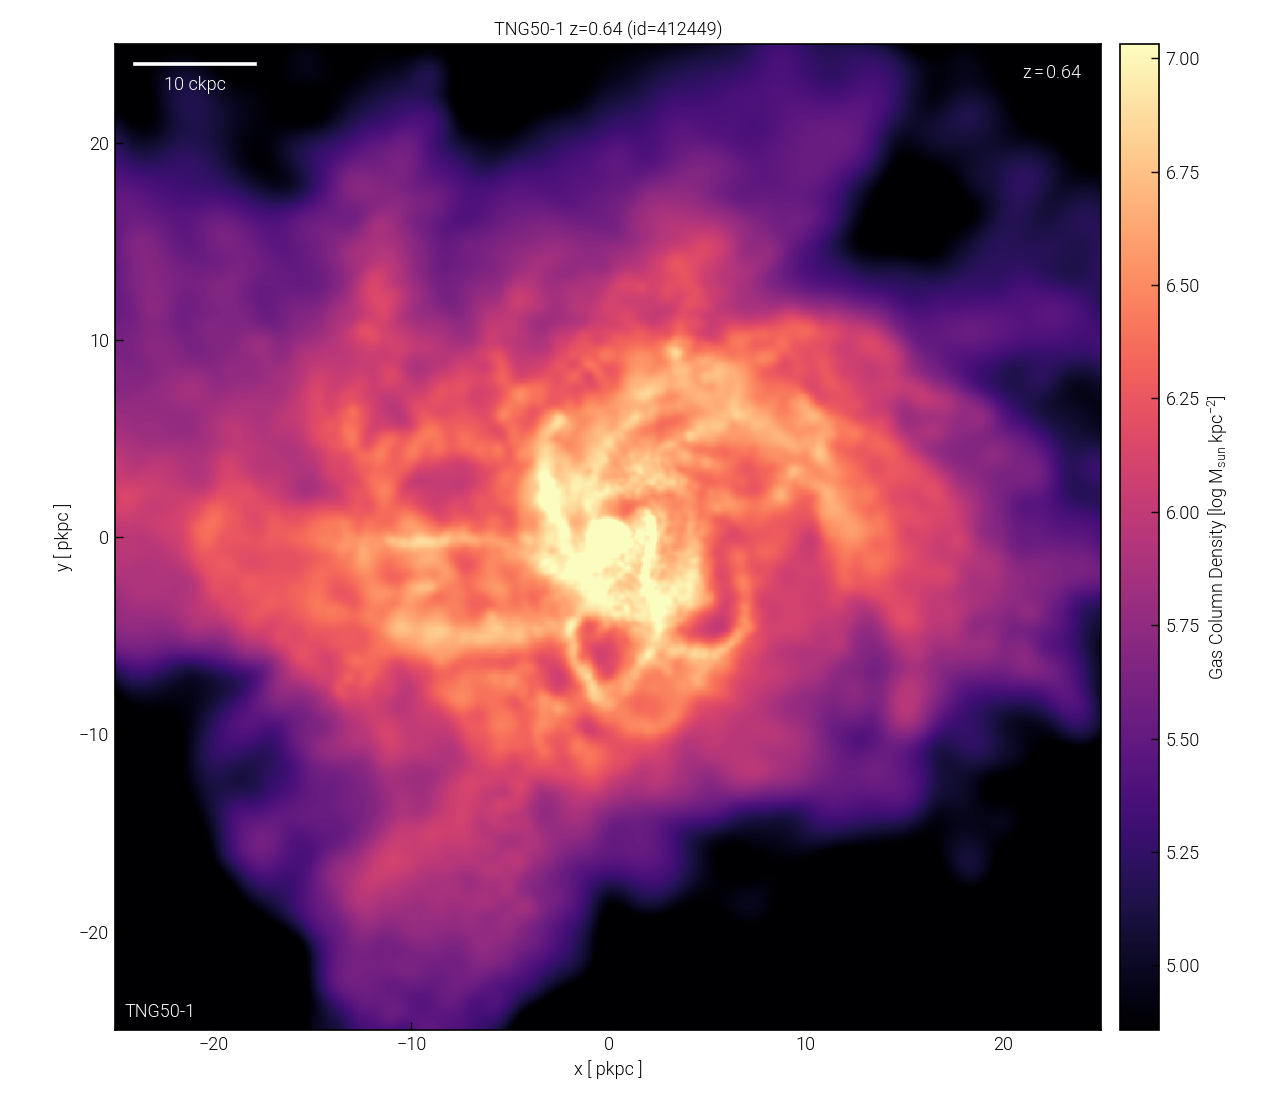 TNG50-1 z=0.64 (id=412449)
10 ckpc
z=0.64
TNG50-1
y [ pkpc ]
20
10
0
−10
−20
−20
−10
0
10
20
x [ pkpc ]
7.00
6.75
6.50
6.25
6.00
5.75
5.50
5.25
5.00
Gas Column Density [log M_sun kpc^−2]